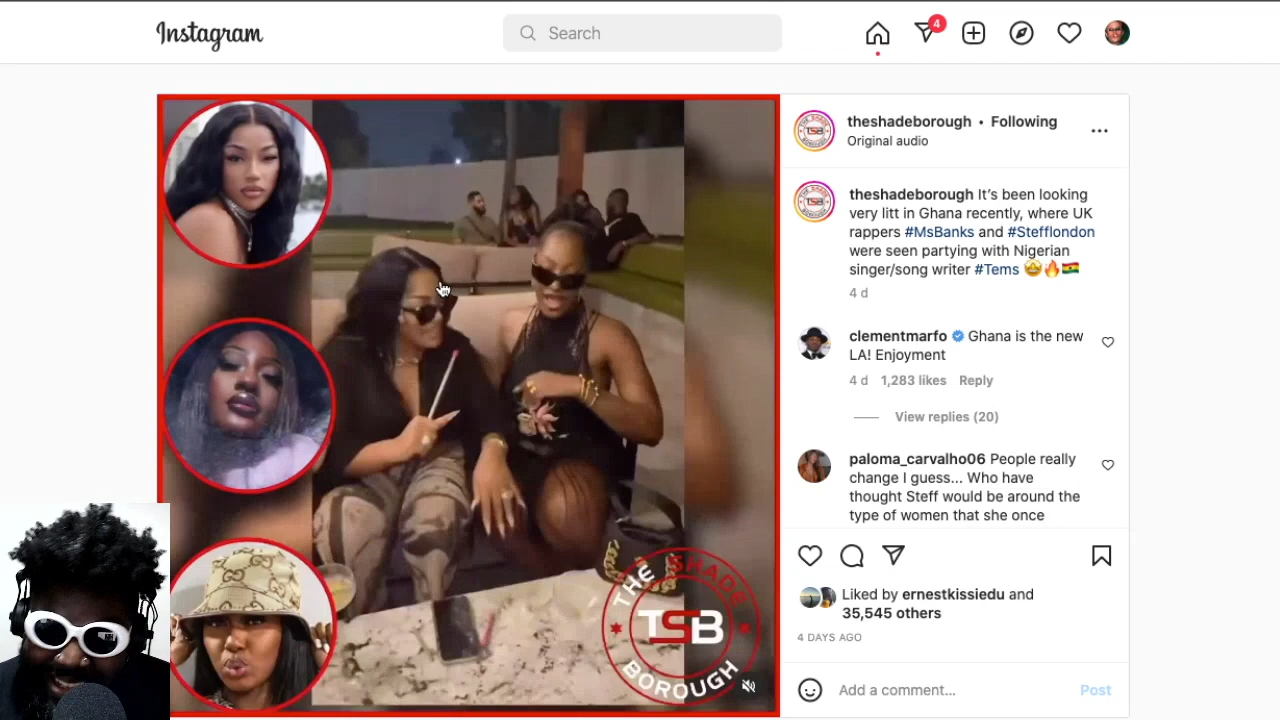 Instagram
Search
4
theshadeborough • Following
Original audio
theshadeborough It's been looking
very litt in Ghana recently, where UK
rappers #MsBanks and #Stefflondon
were seen partying with Nigerian
singer/song writer #Tems 🤩🔥🇬🇭
4 d
clementmarfo Ghana is the new
LA! Enjoyment
4 d 1,283 likes Reply
View replies (20)
paloma_carvalho06 People really
change I guess... Who have
thought Steff would be around the
type of women that she once
Liked by ernestkissiedu and
35,545 others
4 DAYS AGO
Add a comment... Post
THE SHADE
TSB
BOROUGH